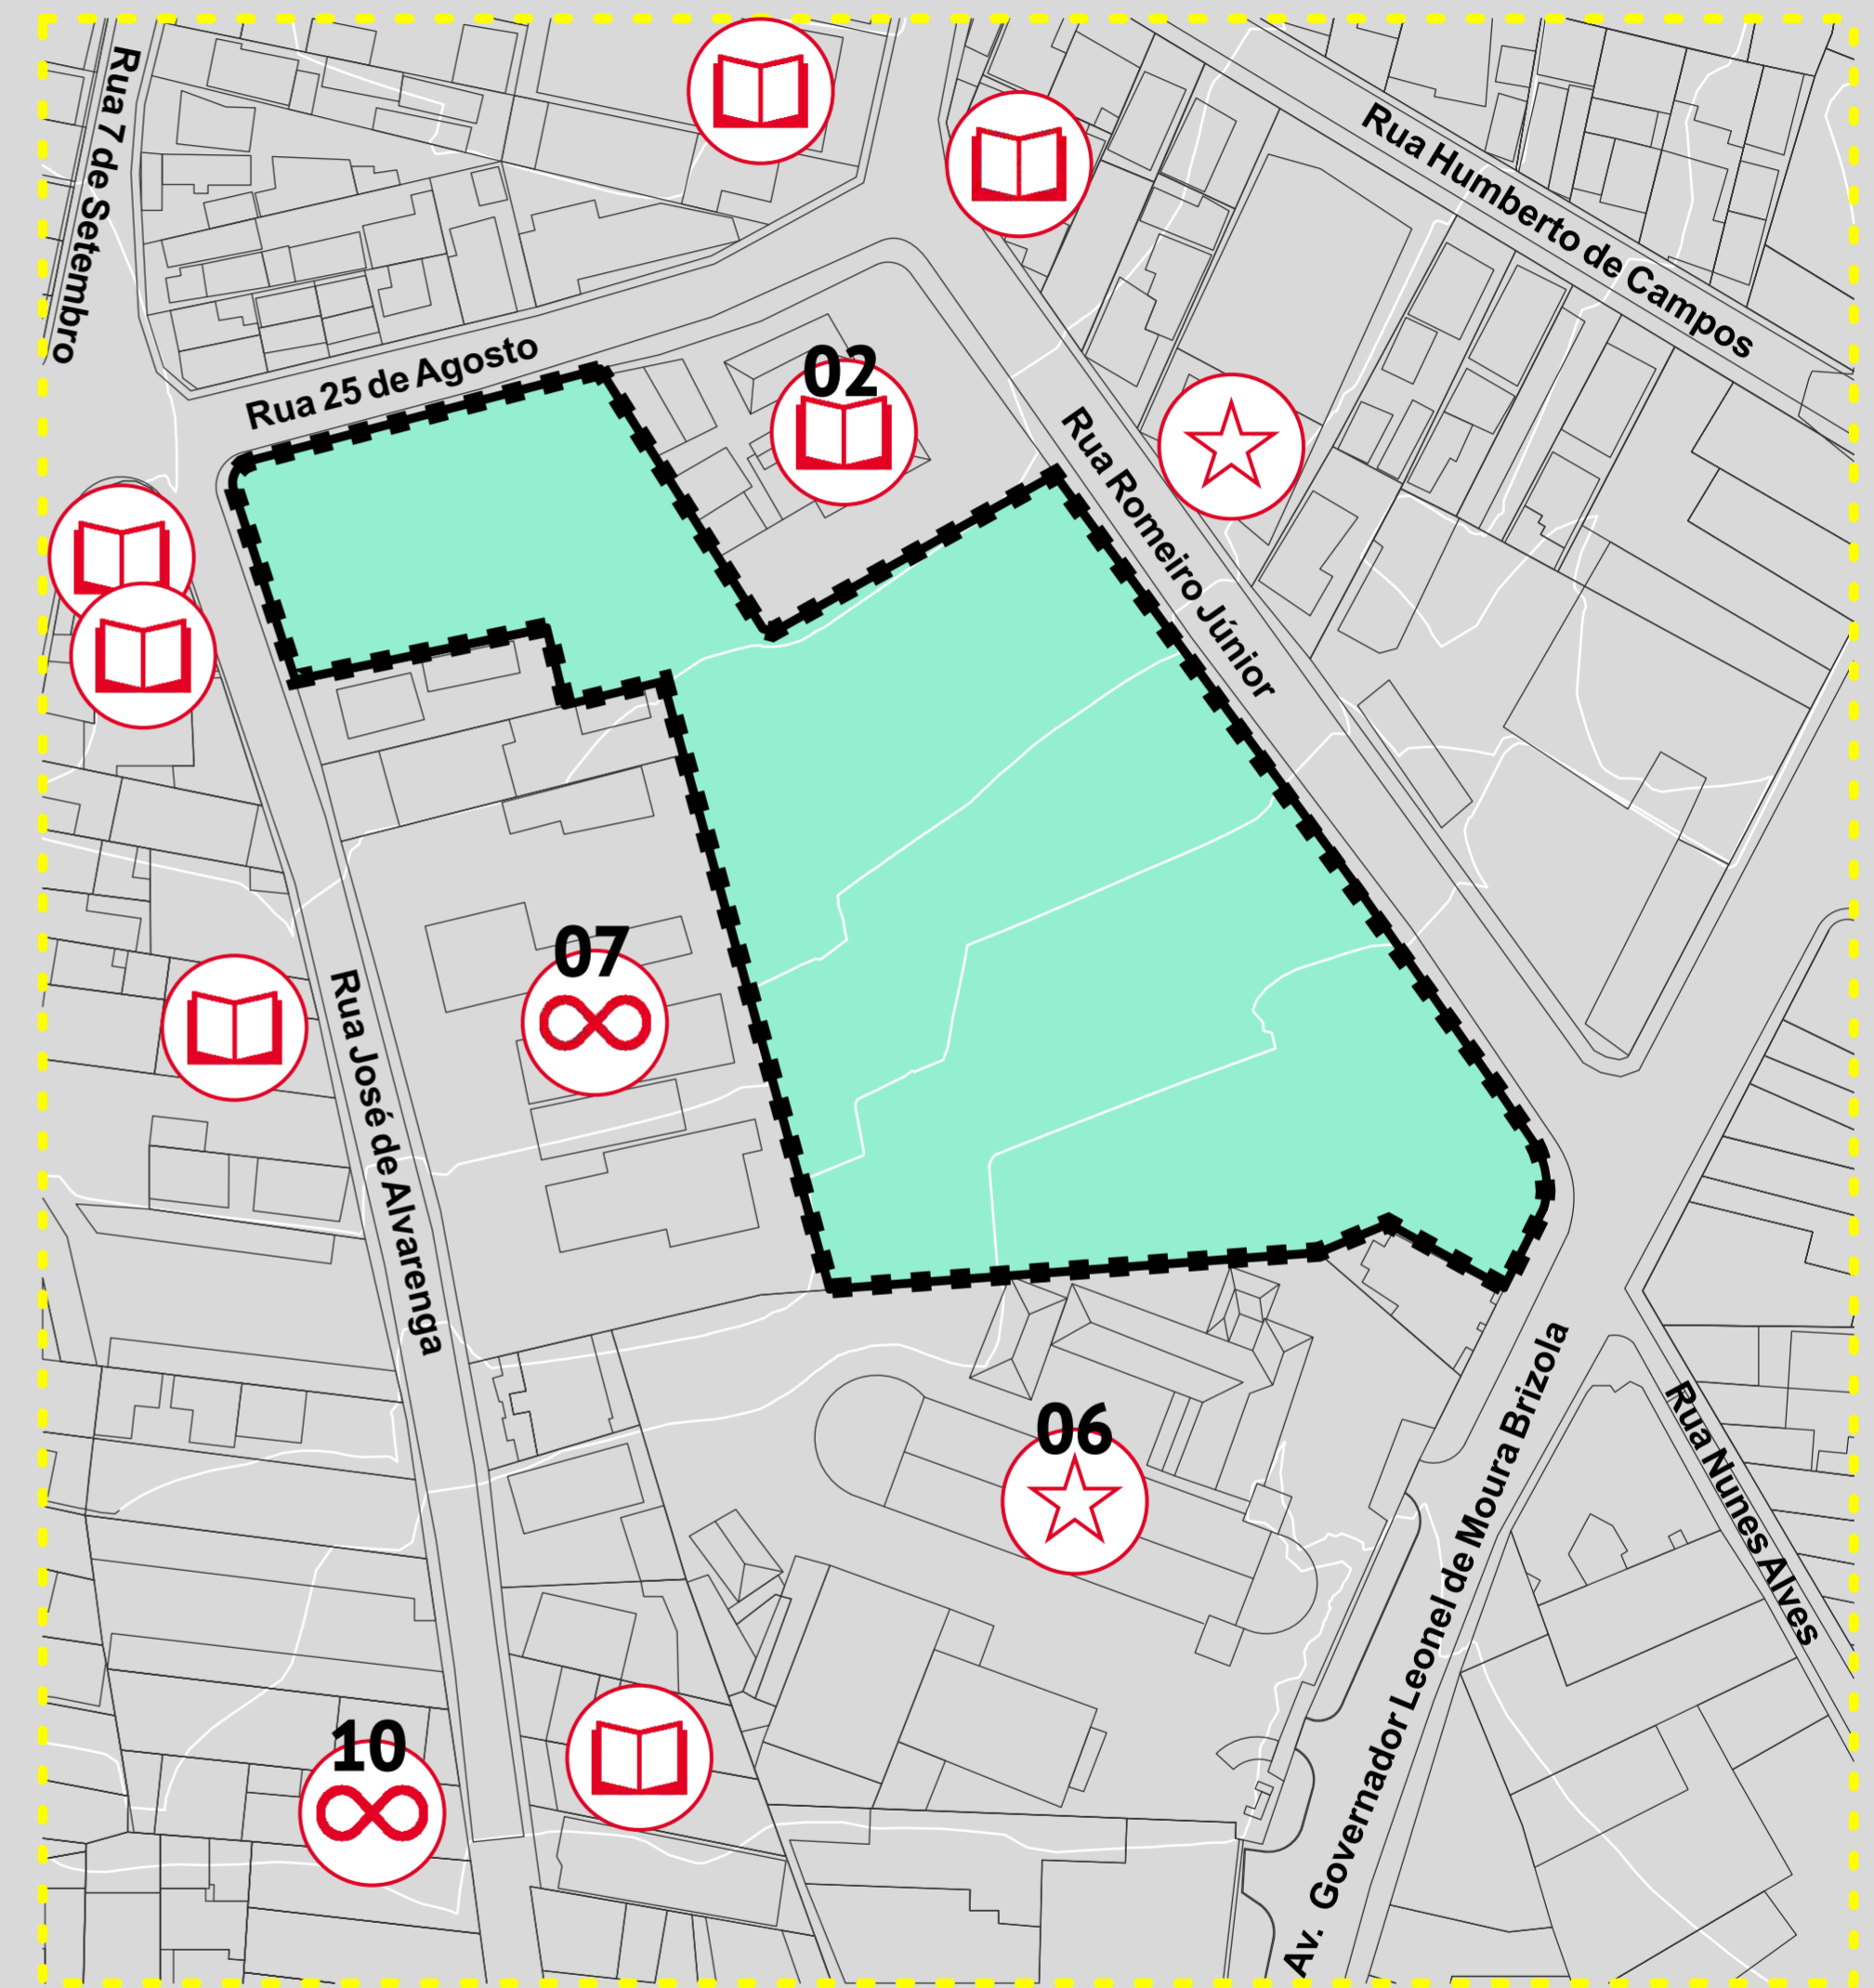 Rua 7 de Setembro
Rua Humberto de Campos
Rua 25 de Agosto
02
Rua Romeiro Júnior
07
Rua José de Alvarenga
06
Av. Governador Leonel de Moura Brizola
Rua Nunes Alves
10